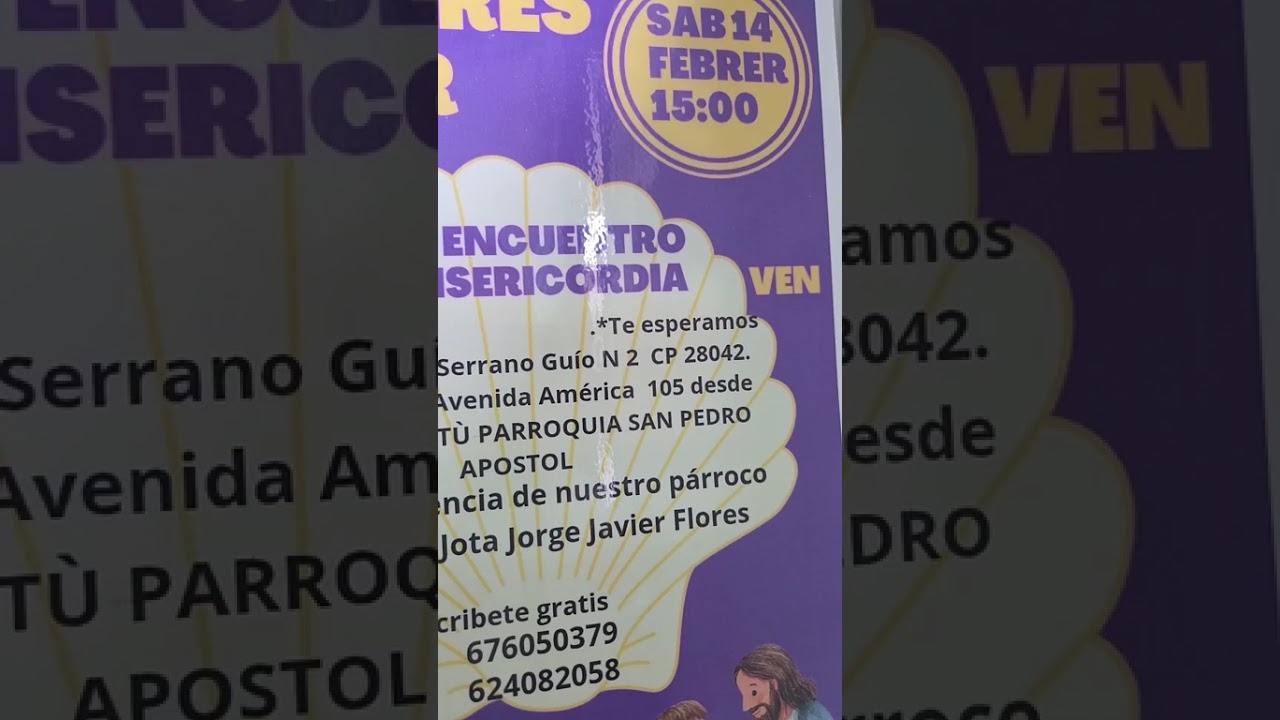 RES
SAB 14
FEBRER
15:00
ENCUENTRO
ISERICORDIA
VEN
.*Te esperamos
Serrano Guío N 2 CP 28042.
Avenida América 105 desde
TÙ PARROQUIA SAN PEDRO
APOSTOL
encia de nuestro párroco
Jota Jorge Javier Flores
cribete gratis
676050379
624082058